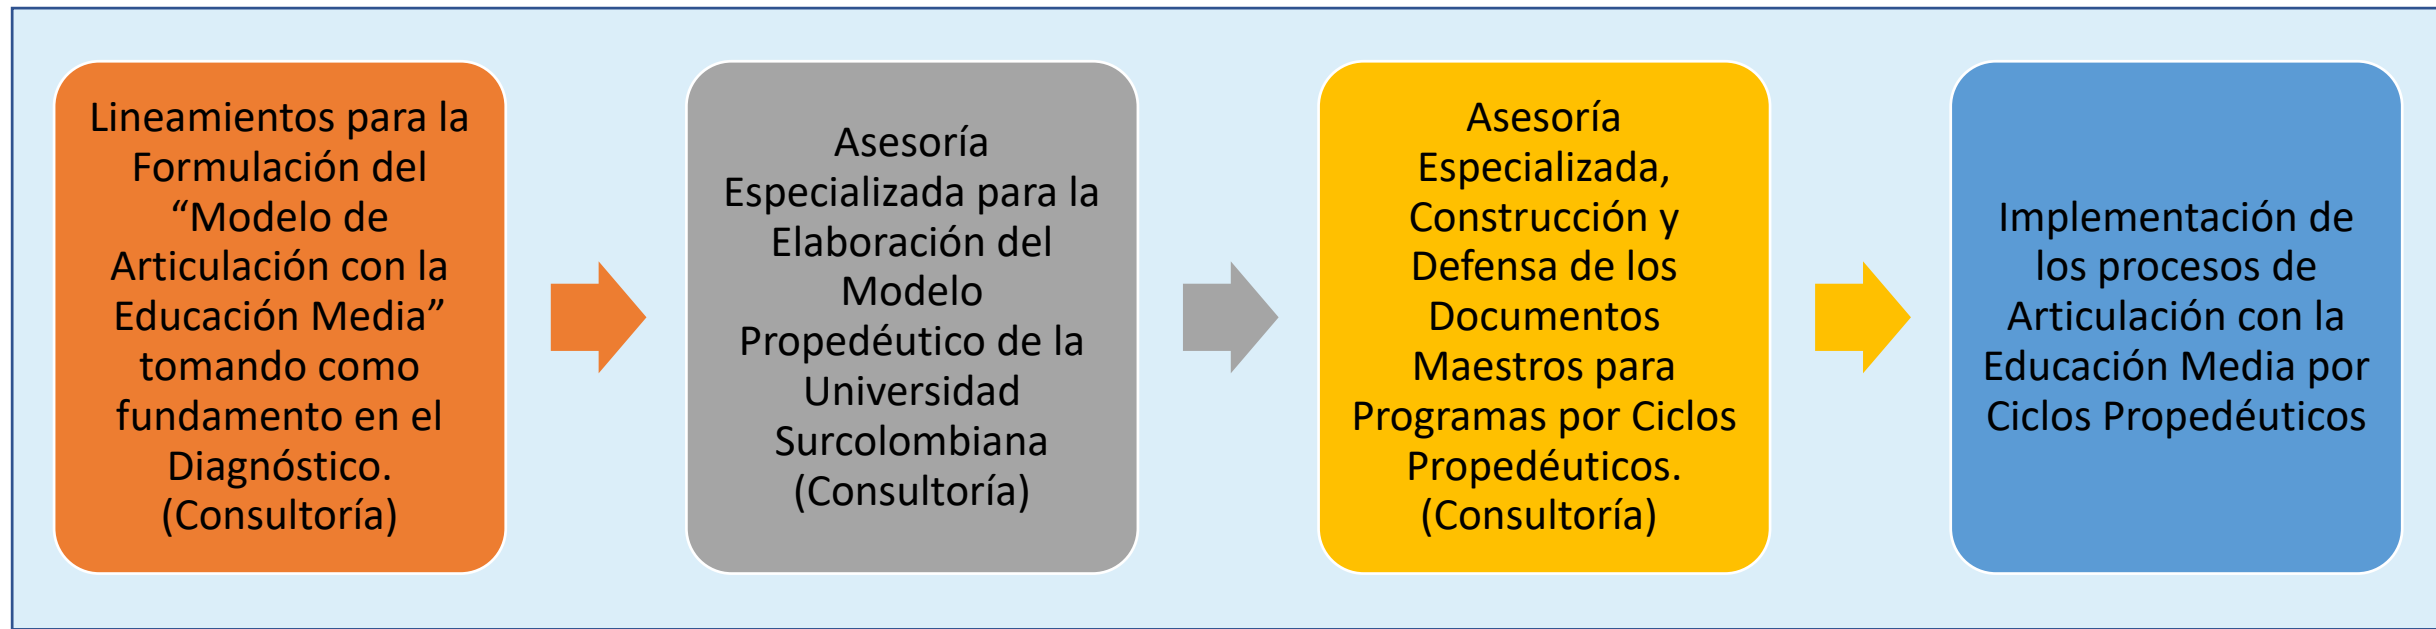 Lineamientos para la
Formulación del
“Modelo de
Articulación con la
Educación Media”
tomando como
fundamento en el
Diagnóstico.
(Consultoría)
Asesoría
Especializada para la
Elaboración del
Modelo
Propedéutico de la
Universidad
Surcolombiana
(Consultoría)
Asesoría
Especializada,
Construcción y
Defensa de los
Documentos
Maestros para
Programas por Ciclos
Propedéuticos.
(Consultoría)
Implementación de
los procesos de
Articulación con la
Educación Media por
Ciclos Propedéuticos